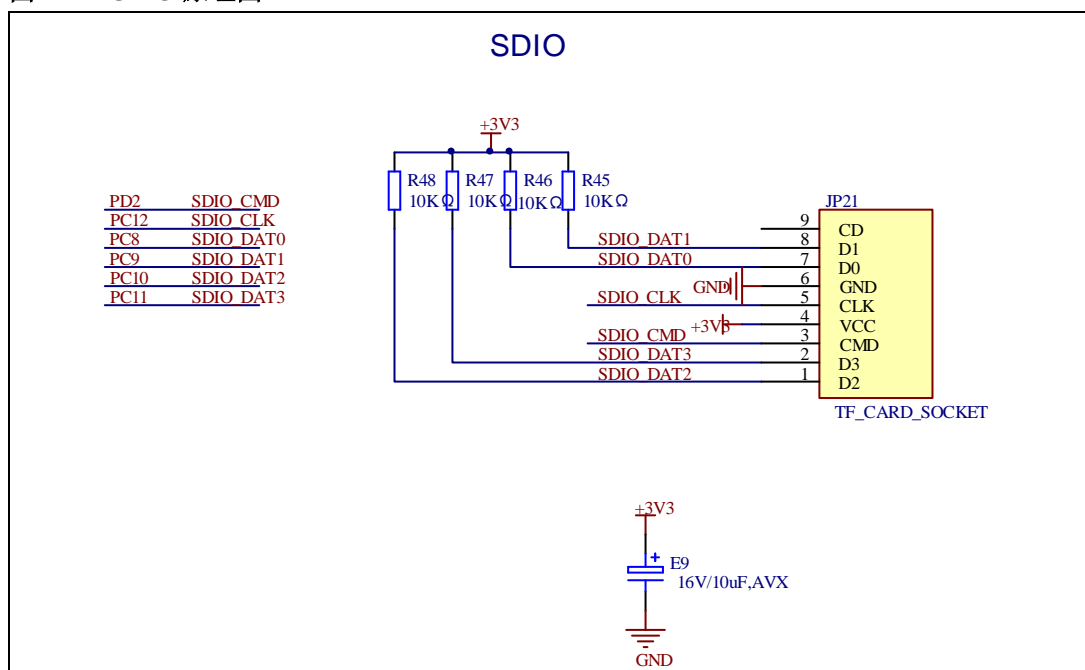 SDIO
+3V3
R48 R47 R46 R45
10KΩ 10KΩ 10KΩ 10KΩ
PD2 SDIO_CMD
PC12 SDIO_CLK
PC8 SDIO_DAT0
PC9 SDIO_DAT1
PC10 SDIO_DAT2
PC11 SDIO_DAT3
JP21
9 CD
SDIO_DAT1 8 D1
SDIO_DAT0 7 D0
GND 6 GND
SDIO_CLK 5 CLK
+3V3 4 VCC
SDIO_CMD 3 CMD
SDIO_DAT3 2 D3
SDIO_DAT2 1 D2
TF_CARD_SOCKET
+3V3
+
E9
16V/10uF,AVX
GND